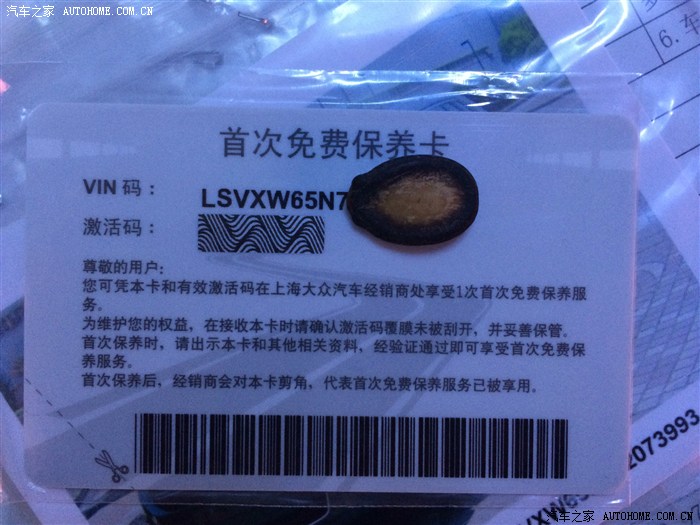 汽车之家 AUTOHOME.COM.CN
6. 车
首次免费保养卡
VIN 码：
LSVXW65N7
激活码：
尊敬的用户：
您可凭本卡和有效激活码在上海大众汽车经销商处享受1次首次免费保养服
务。
为维护您的权益，在接收本卡时请确认激活码覆膜未被刮开，并妥善保管。
首次保养时，请出示本卡和其他相关资料，经验证通过即可享受首次免费保
养服务。
首次保养后，经销商会对本卡剪角，代表首次免费保养服务已被享用。
2073993
汽车之家 AUTOHOME.COM.CN